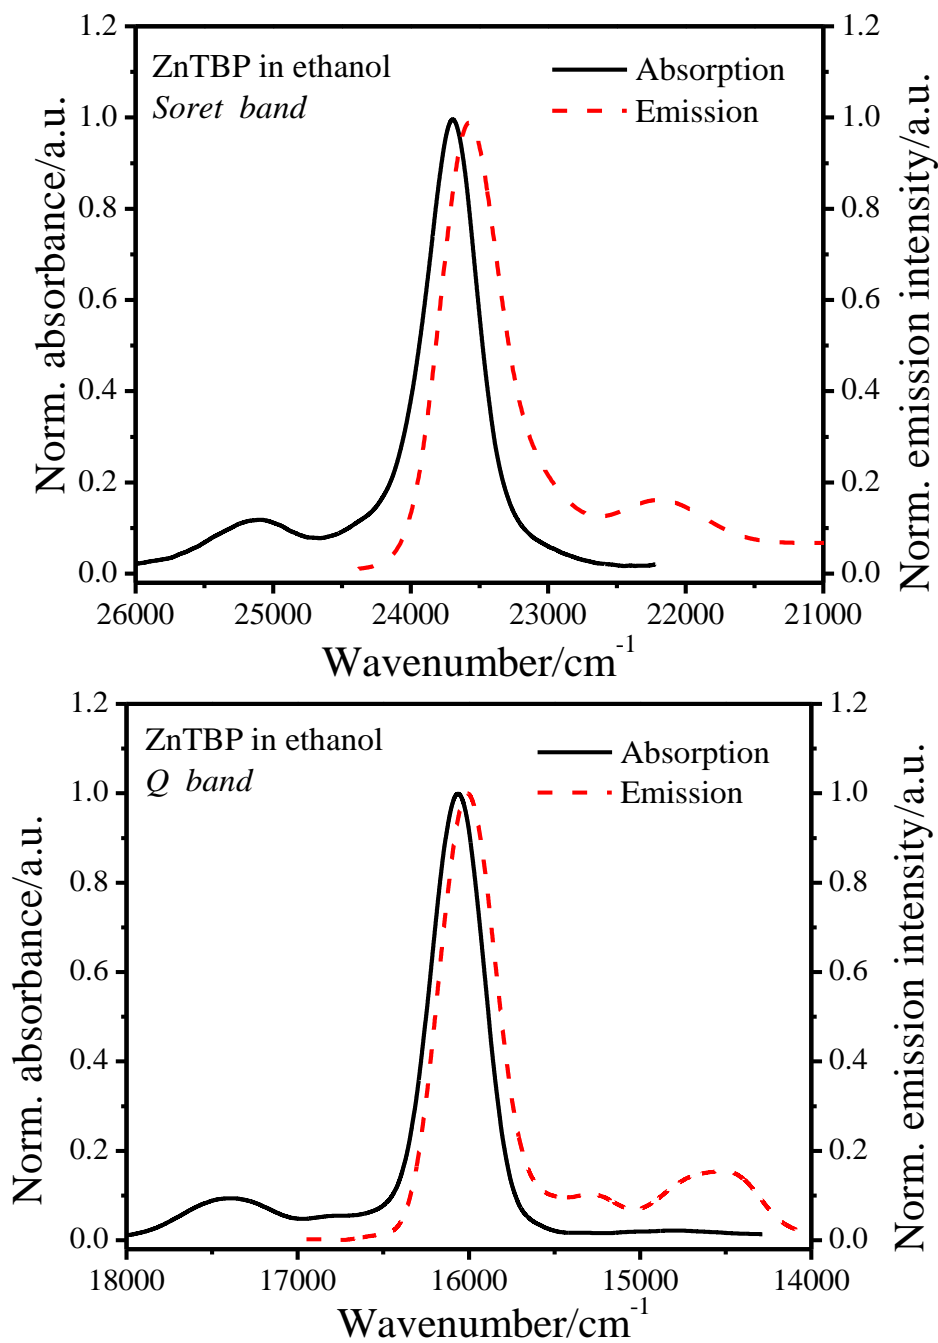 ZnTBP in ethanol
Soret band
Absorption
Emission
Norm. absorbance/a.u.
Norm. emission intensity/a.u.
1.2
1.0
0.8
0.6
0.4
0.2
0.0
1.2
1.0
0.8
0.6
0.4
0.2
0.0
26000 25000 24000 23000 22000 21000
Wavenumber/cm-1
ZnTBP in ethanol
Q band
Absorption
Emission
Norm. absorbance/a.u.
Norm. emission intensity/a.u.
1.2
1.0
0.8
0.6
0.4
0.2
0.0
1.2
1.0
0.8
0.6
0.4
0.2
0.0
18000 17000 16000 15000 14000
Wavenumber/cm-1